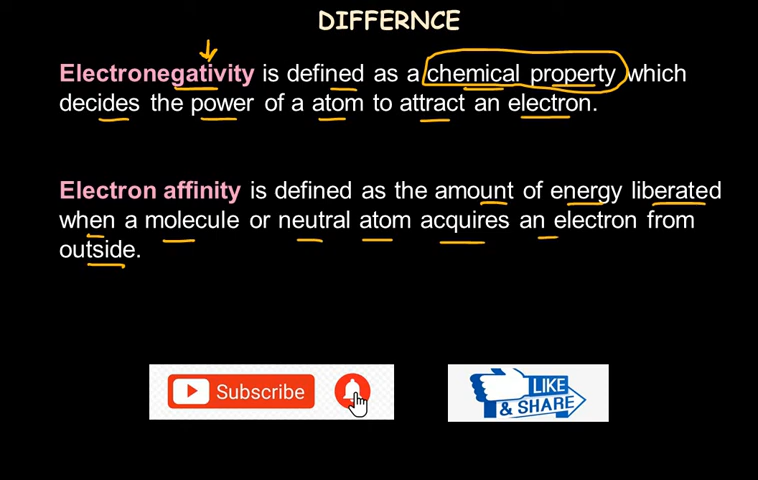 DIFFERNCE
Electronegativity is defined as a chemical property which
decides the power of a atom to attract an electron.
Electron affinity is defined as the amount of energy liberated
when a molecule or neutral atom acquires an electron from
outside.
Subscribe
LIKE
& SHARE